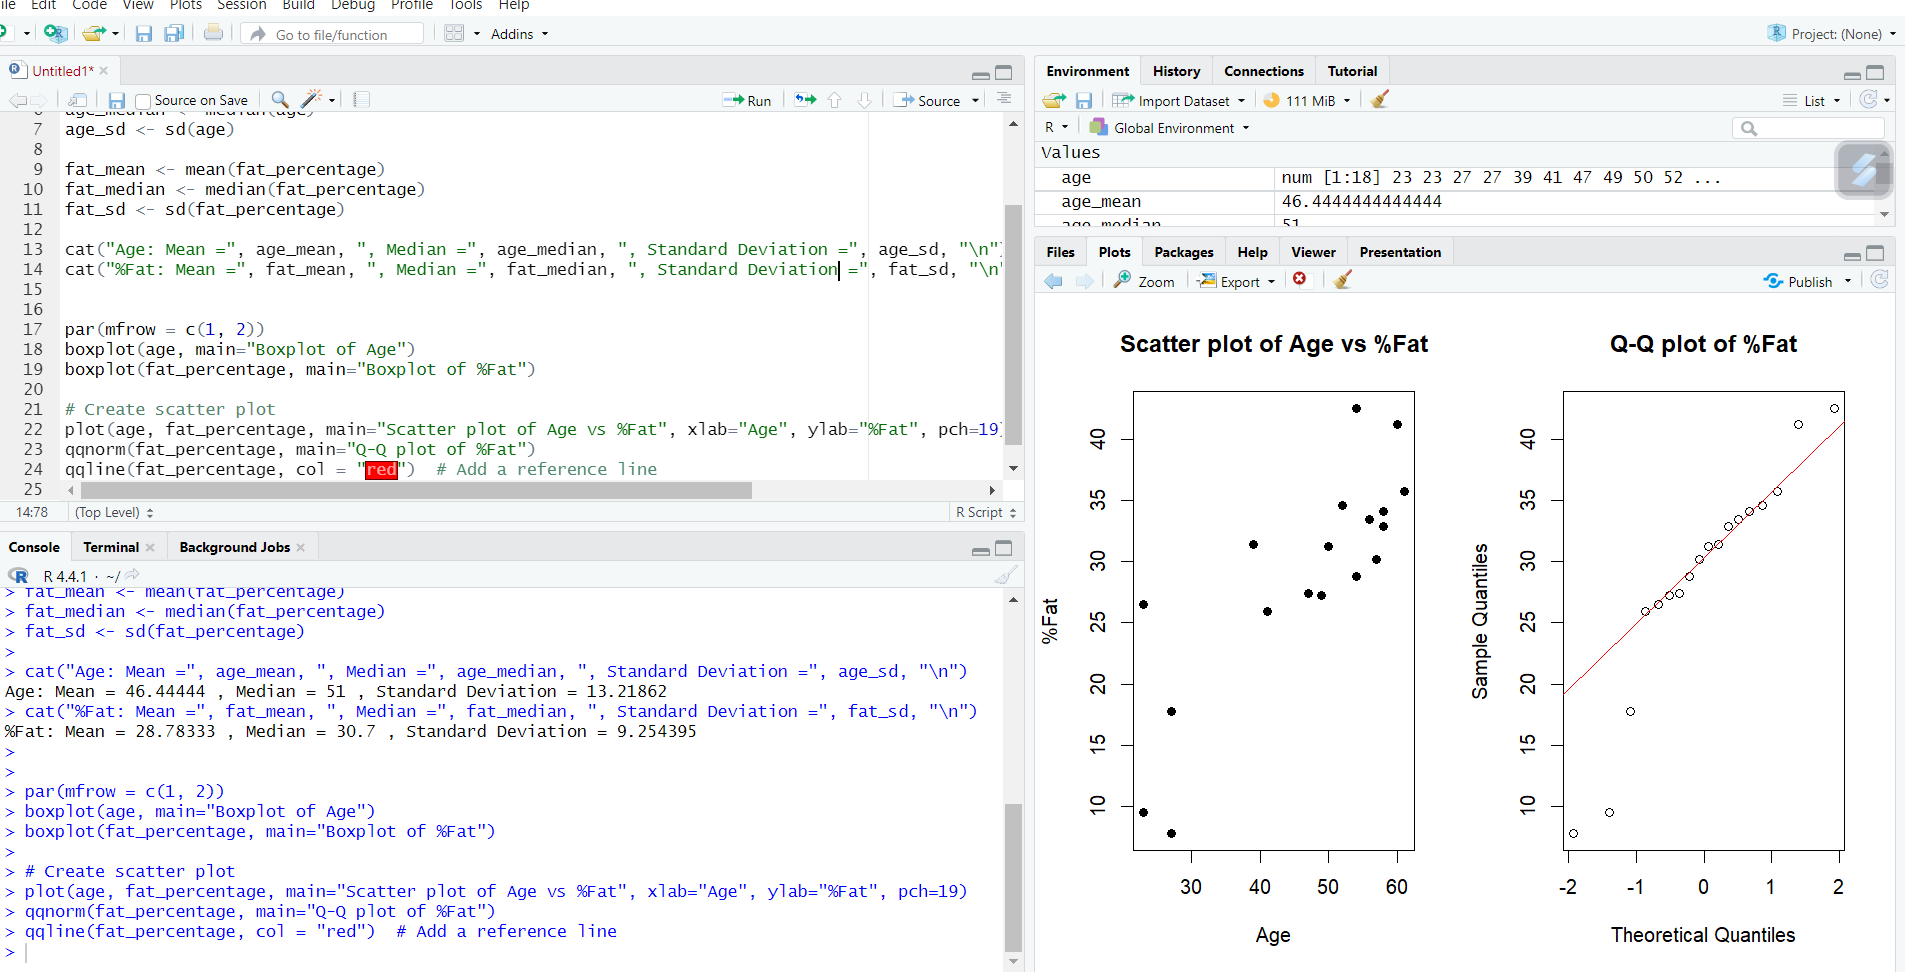 ile Edit Code View Plots Session Build Debug Profile Tools Help
Go to file/function
Addins
Project: (None)
Untitled1*
Source on Save
Run
Source
6 age_median <- median(age)
7 age_sd <- sd(age)
8
9 fat_mean <- mean(fat_percentage)
10 fat_median <- median(fat_percentage)
11 fat_sd <- sd(fat_percentage)
12
13 cat("Age: Mean =", age_mean, ", Median =", age_median, ", Standard Deviation =", age_sd, "\n")
14 cat("%Fat: Mean =", fat_mean, ", Median =", fat_median, ", Standard Deviation =", fat_sd, "\n"
15
16
17 par(mfrow = c(1, 2))
18 boxplot(age, main="Boxplot of Age")
19 boxplot(fat_percentage, main="Boxplot of %Fat")
20
21 # Create scatter plot
22 plot(age, fat_percentage, main="Scatter plot of Age vs %Fat", xlab="Age", ylab="%Fat", pch=19)
23 qqnorm(fat_percentage, main="Q-Q plot of %Fat")
24 qqline(fat_percentage, col = "red")  # Add a reference line
25
14:78 (Top Level) R Script
Console Terminal Background Jobs
R 4.4.1 · ~/
> fat_mean <- mean(fat_percentage)
> fat_median <- median(fat_percentage)
> fat_sd <- sd(fat_percentage)
>
> cat("Age: Mean =", age_mean, ", Median =", age_median, ", Standard Deviation =", age_sd, "\n")
Age: Mean = 46.44444 , Median = 51 , Standard Deviation = 13.21862
> cat("%Fat: Mean =", fat_mean, ", Median =", fat_median, ", Standard Deviation =", fat_sd, "\n")
%Fat: Mean = 28.78333 , Median = 30.7 , Standard Deviation = 9.254395
>
>
> par(mfrow = c(1, 2))
> boxplot(age, main="Boxplot of Age")
> boxplot(fat_percentage, main="Boxplot of %Fat")
>
> # Create scatter plot
> plot(age, fat_percentage, main="Scatter plot of Age vs %Fat", xlab="Age", ylab="%Fat", pch=19)
> qqnorm(fat_percentage, main="Q-Q plot of %Fat")
> qqline(fat_percentage, col = "red")  # Add a reference line
>
Environment History Connections Tutorial
Import Dataset 111 MiB List
R Global Environment
Values
age num [1:18] 23 23 27 27 39 41 47 49 50 52 ...
age_mean 46.4444444444444
age_median 51
Files Plots Packages Help Viewer Presentation
Zoom Export Publish
Scatter plot of Age vs %Fat
%Fat
40
35
30
25
20
15
10
30 40 50 60
Age
Q-Q plot of %Fat
Sample Quantiles
40
35
30
25
20
15
10
-2 -1 0 1 2
Theoretical Quantiles